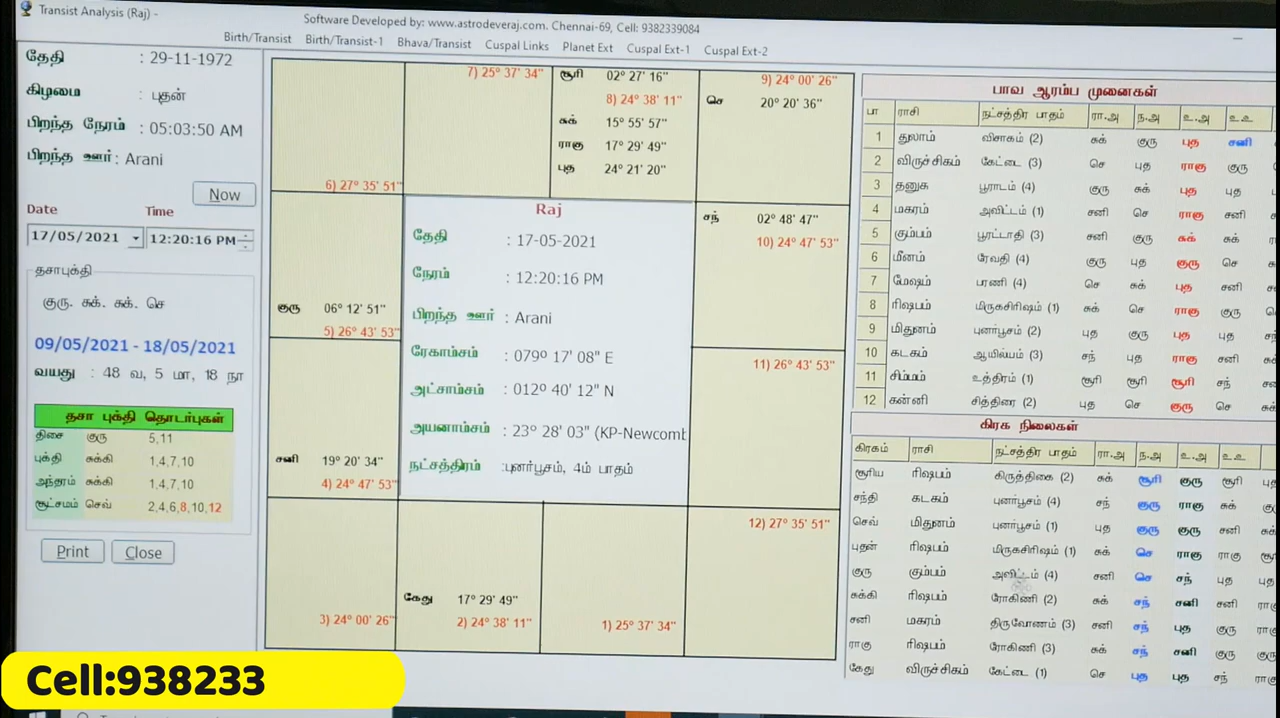 Transist Analysis (Raj) -
Software Developed by: www.astrodeveraj.com. Chennai-69, Cell: 9382339084
Birth/Transist Birth/Transist-1 Bhava/Transist Cuspal Links Planet Ext Cuspal Ext-1 Cuspal Ext-2
தேதி : 29-11-1972
கிழமை : புதன்
பிறந்த நேரம் : 05:03:50 AM
பிறந்த ஊர் : Arani
Now
Date Time
17/05/2021 12:20:16 PM
தசாபுக்தி
குரு. சுக். சுக். செ
09/05/2021 - 18/05/2021
வயது : 48 வ, 5 மா, 18 நா
தசா புக்தி தொடர்புகள்
திசை குரு 5,11
புக்தி சுக்கி 1,4,7,10
அந்தரம் சுக்கி 1,4,7,10
சூட்சமம் செவ் 2,4,6,8,10,12
Print Close
7) 25° 37' 34"
சூரி 02° 27' 16"
8) 24° 38' 11"
சுக் 15° 55' 57"
ராகு 17° 29' 49"
புத 24° 21' 20"
9) 24° 00' 26"
செ 20° 20' 36"
6) 27° 35' 51"
சந் 02° 48' 47"
10) 24° 47' 53"
குரு 06° 12' 51"
5) 26° 43' 53"
11) 26° 43' 53"
சனி 19° 20' 34"
4) 24° 47' 53"
12) 27° 35' 51"
3) 24° 00' 26"
கேது 17° 29' 49"
2) 24° 38' 11"
1) 25° 37' 34"
Raj
தேதி : 17-05-2021
நேரம் : 12:20:16 PM
பிறந்த ஊர் : Arani
ரேகாம்சம் : 079º 17' 08" E
அட்சாம்சம் : 012º 40' 12" N
அயனாம்சம் : 23º 28' 03" (KP-Newcomb
நட்சத்திரம் :புனர்பூசம், 4ம் பாதம்
பாவ ஆரம்ப முனைகள்
பா ராசி நட்சத்திர பாதம் ரா.அ ந.அ உ.அ உ.உ
1 துலாம் விசாகம் (2) சுக் குரு புத சனி
2 விருச்சிகம் கேட்டை (3) செ புத ராகு குரு
3 தனுசு பூராடம் (4) குரு சுக் புத புத
4 மகரம் அவிட்டம் (1) சனி செ ராகு சனி
5 கும்பம் பூரட்டாதி (3) சனி குரு சுக் சுக்
6 மீனம் ரேவதி (4) குரு புத குரு செ
7 மேஷம் பரணி (4) செ சுக் புத சனி
8 ரிஷபம் மிருகசிரிஷம் (1) சுக் செ ராகு குரு
9 மிதுனம் புனர்பூசம் (2) புத குரு புத புத
10 கடகம் ஆயில்யம் (3) சந் புத ராகு சனி
11 சிம்மம் உத்திரம் (1) சூரி சூரி சூரி சந்
12 கன்னி சித்திரை (2) புத செ குரு செ
கிரக நிலைகள்
கிரகம் ராசி நட்சத்திர பாதம் ரா.அ ந.அ உ.அ உ.உ
சூரிய ரிஷபம் கிருத்திகை (2) சுக் சூரி குரு சூரி
சந்தி கடகம் புனர்பூசம் (4) சந் குரு ராகு சுக்
செவ் மிதுனம் புனர்பூசம் (1) புத குரு குரு சனி
புதன் ரிஷபம் மிருகசிரிஷம் (1) சுக் செ ராகு ராகு
குரு கும்பம் அவிட்டம் (4) சனி செ சந் புத
சுக்கி ரிஷபம் ரோகிணி (2) சுக் சந் சனி சனி
சனி மகரம் திருவோணம் (3) சனி சந் புத குரு
ராகு ரிஷபம் ரோகிணி (3) சுக் சந் சனி குரு
கேது விருச்சிகம் கேட்டை (1) செ புத புத சந்
Cell:938233